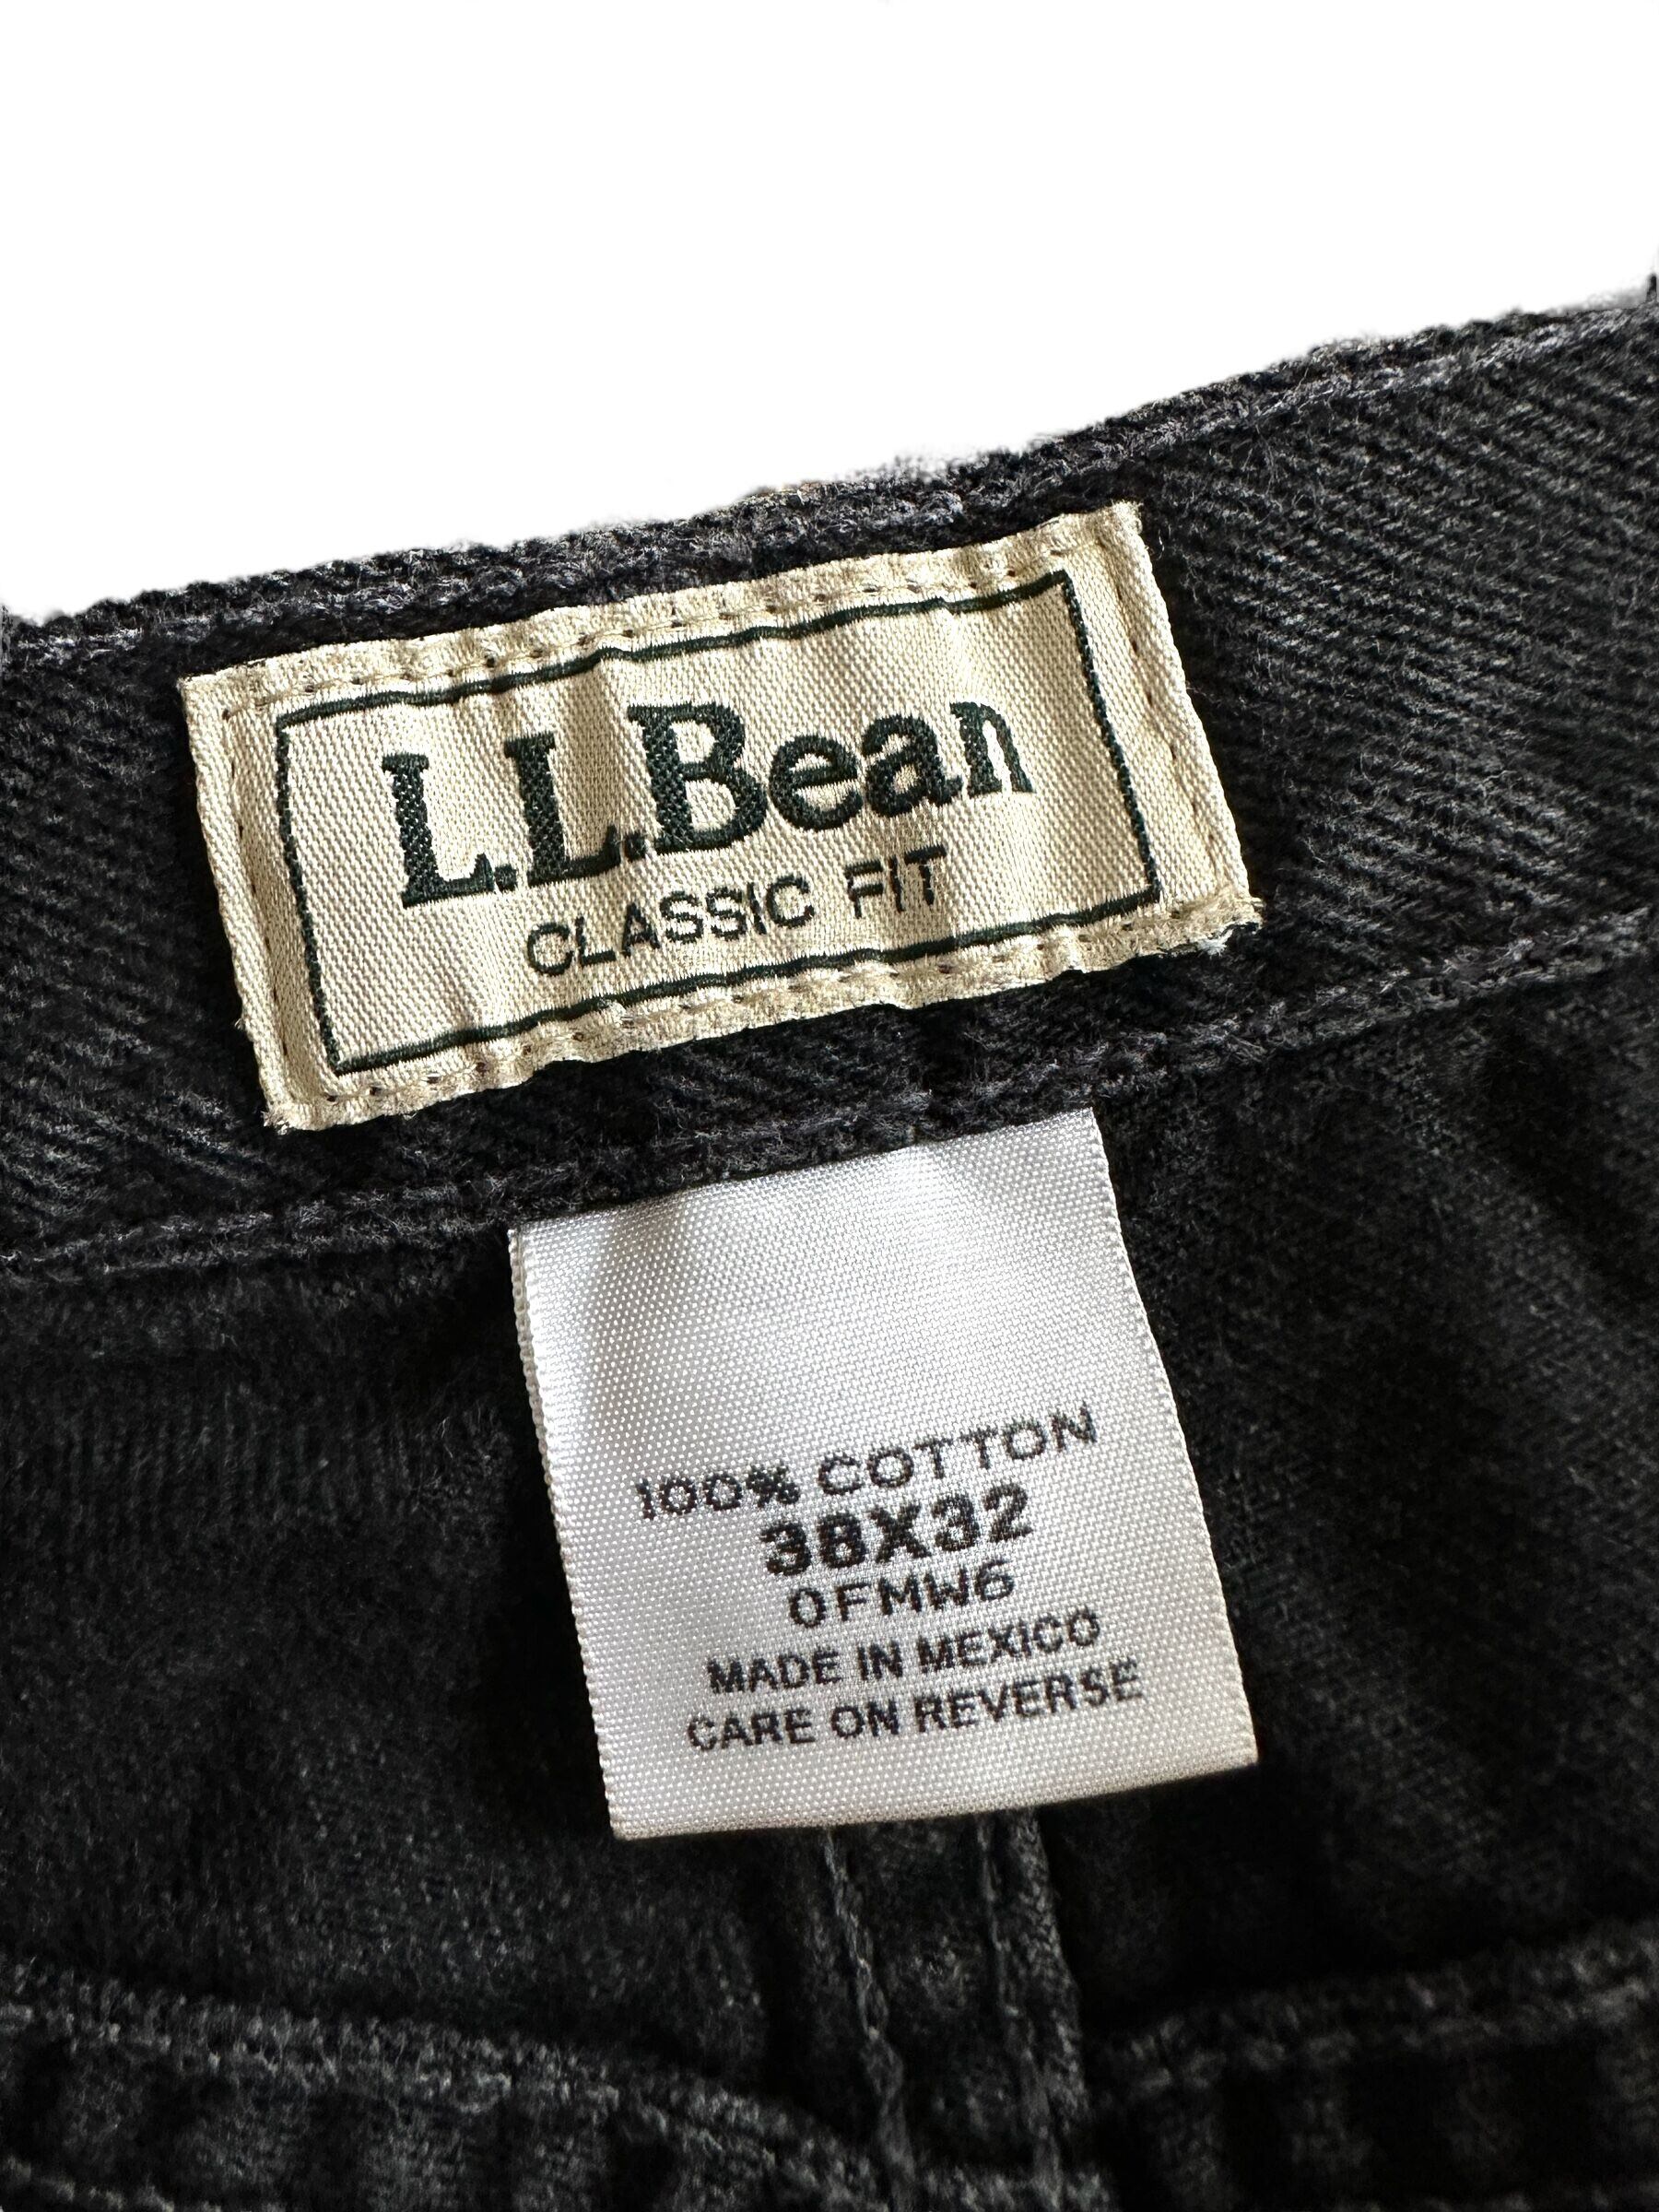 L.L.Bean
CLASSIC FIT
100% COTTON
38X32
0FMW6
MADE IN MEXICO
CARE ON REVERSE